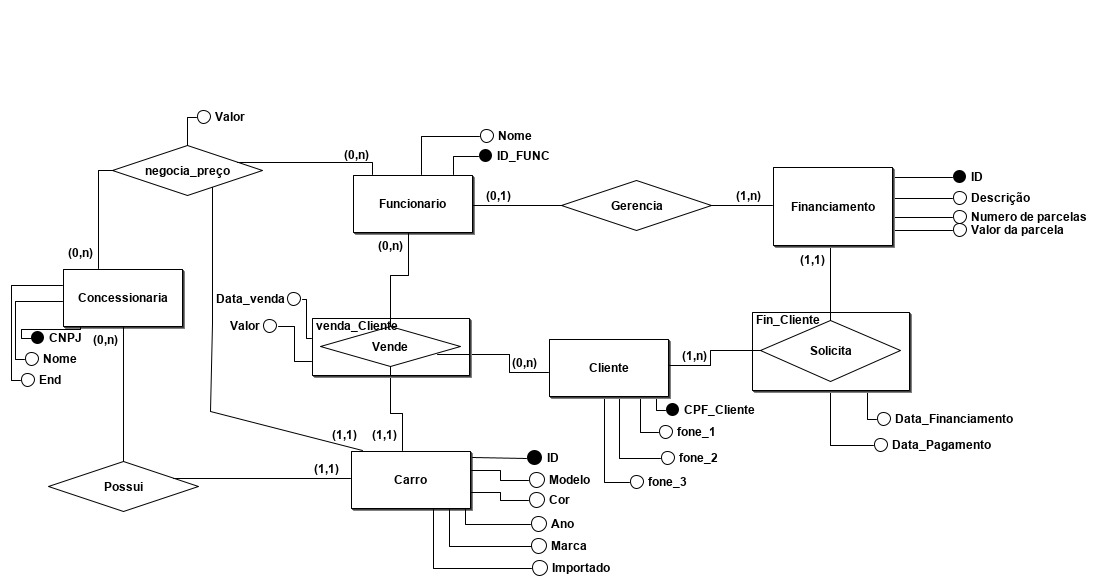 Valor
Nome
(0,n)
ID_FUNC
negocia_preço
ID
(0,1)
(1,n)
Descrição
Funcionario
Gerencia
Financiamento
Numero de parcelas
Valor da parcela
(0,n)
(0,n)
(1,1)
Concessionaria
Data_venda
Valor
venda_Cliente
Fin_Cliente
CNPJ
(0,n)
Vende
Solicita
Nome
(0,n)
(1,n)
Cliente
End
CPF_Cliente
Data_Financiamento
fone_1
(1,1)
(1,1)
Data_Pagamento
fone_2
ID
(1,1)
Carro
Modelo
fone_3
Possui
Cor
Ano
Marca
Importado